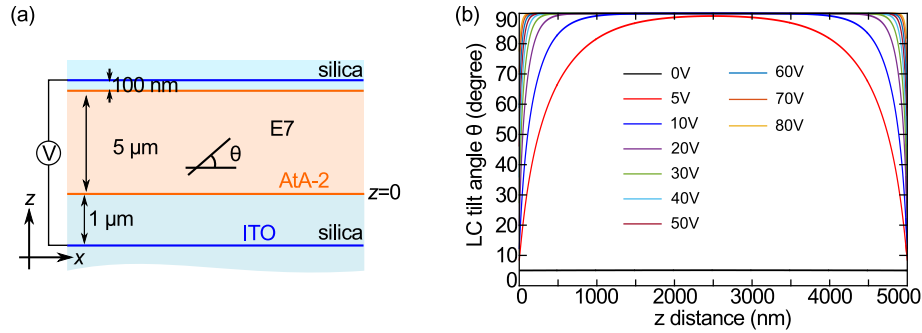 (a)
silica
100 nm
E7
V
5 µm
θ
AtA-2
z=0
z
1 µm
ITO
silica
x
(b)
LC tilt angle θ (degree)
90
80
70
60
50
40
30
20
10
0
0V
5V
10V
20V
30V
40V
50V
60V
70V
80V
0
1000
2000
3000
4000
5000
z distance (nm)